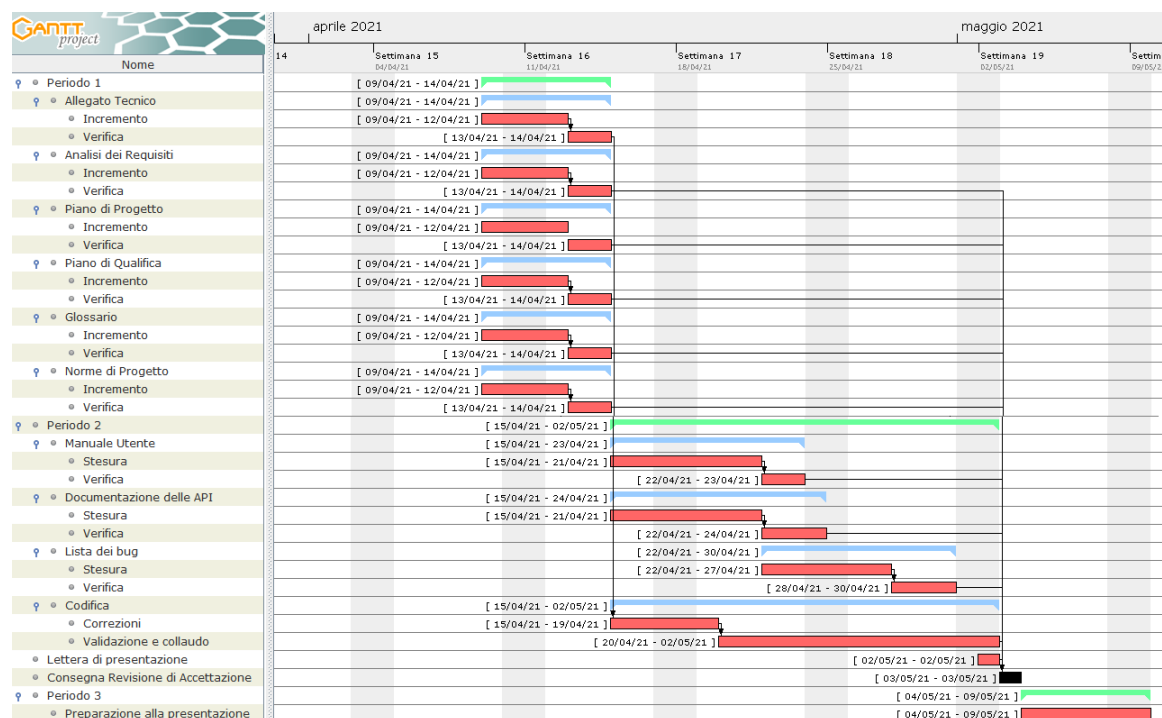 GANTT project
aprile 2021 maggio 2021
14 Settimana 15 Settimana 16 Settimana 17 Settimana 18 Settimana 19 Settim
04/04/21 11/04/21 18/04/21 25/04/21 02/05/21 09/05/2
Nome
Periodo 1 [ 09/04/21 - 14/04/21 ]
Allegato Tecnico [ 09/04/21 - 14/04/21 ]
Incremento [ 09/04/21 - 12/04/21 ]
Verifica [ 13/04/21 - 14/04/21 ]
Analisi dei Requisiti [ 09/04/21 - 14/04/21 ]
Incremento [ 09/04/21 - 12/04/21 ]
Verifica [ 13/04/21 - 14/04/21 ]
Piano di Progetto [ 09/04/21 - 14/04/21 ]
Incremento [ 09/04/21 - 12/04/21 ]
Verifica [ 13/04/21 - 14/04/21 ]
Piano di Qualifica [ 09/04/21 - 14/04/21 ]
Incremento [ 09/04/21 - 12/04/21 ]
Verifica [ 13/04/21 - 14/04/21 ]
Glossario [ 09/04/21 - 14/04/21 ]
Incremento [ 09/04/21 - 12/04/21 ]
Verifica [ 13/04/21 - 14/04/21 ]
Norme di Progetto [ 09/04/21 - 14/04/21 ]
Incremento [ 09/04/21 - 12/04/21 ]
Verifica [ 13/04/21 - 14/04/21 ]
Periodo 2 [ 15/04/21 - 02/05/21 ]
Manuale Utente [ 15/04/21 - 23/04/21 ]
Stesura [ 15/04/21 - 21/04/21 ]
Verifica [ 22/04/21 - 23/04/21 ]
Documentazione delle API [ 15/04/21 - 24/04/21 ]
Stesura [ 15/04/21 - 21/04/21 ]
Verifica [ 22/04/21 - 24/04/21 ]
Lista dei bug [ 22/04/21 - 30/04/21 ]
Stesura [ 22/04/21 - 27/04/21 ]
Verifica [ 28/04/21 - 30/04/21 ]
Codifica [ 15/04/21 - 02/05/21 ]
Correzioni [ 15/04/21 - 19/04/21 ]
Validazione e collaudo [ 20/04/21 - 02/05/21 ]
Lettera di presentazione [ 02/05/21 - 02/05/21 ]
Consegna Revisione di Accettazione [ 03/05/21 - 03/05/21 ]
Periodo 3 [ 04/05/21 - 09/05/21 ]
Preparazione alla presentazione [ 04/05/21 - 09/05/21 ]